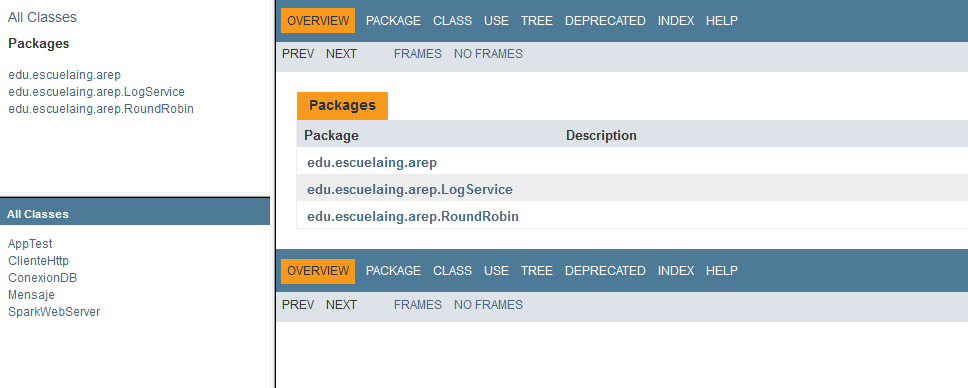 All Classes
Packages
edu.escuelaing.arep
edu.escuelaing.arep.LogService
edu.escuelaing.arep.RoundRobin
All Classes
AppTest
ClienteHttp
ConexionDB
Mensaje
SparkWebServer
OVERVIEW PACKAGE CLASS USE TREE DEPRECATED INDEX HELP
PREV NEXT FRAMES NO FRAMES
Packages
Package Description
edu.escuelaing.arep
edu.escuelaing.arep.LogService
edu.escuelaing.arep.RoundRobin
OVERVIEW PACKAGE CLASS USE TREE DEPRECATED INDEX HELP
PREV NEXT FRAMES NO FRAMES